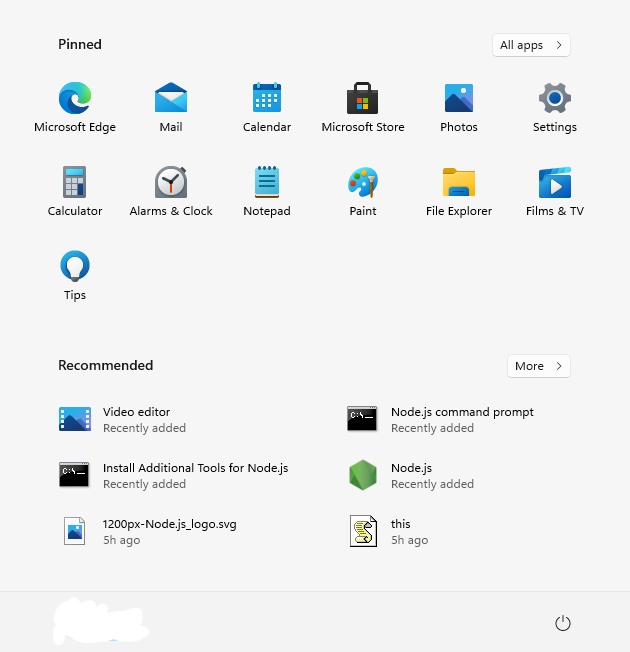 Pinned
All apps
Microsoft Edge
Mail
Calendar
Microsoft Store
Photos
Settings
Calculator
Alarms & Clock
Notepad
Paint
File Explorer
Films & TV
Tips
Recommended
More
Video editor
Recently added
Node.js command prompt
Recently added
Install Additional Tools for Node.js
Recently added
Node.js
Recently added
1200px-Node.js_logo.svg
5h ago
this
5h ago